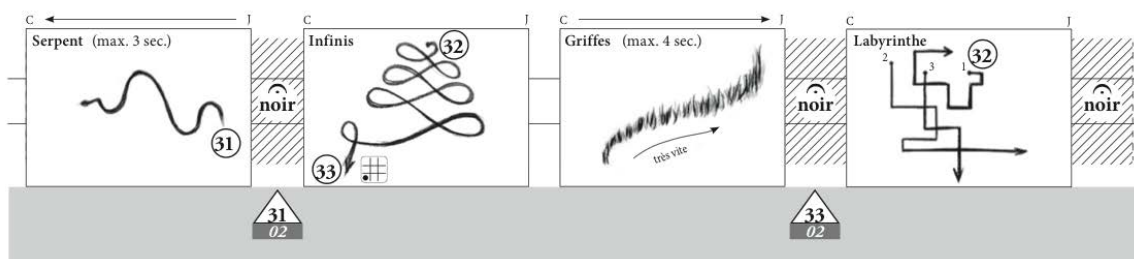 C J
Serpent (max. 3 sec.)
31
noir
31
02
C J
Infinis
32
33
C J
Griffes (max. 4 sec.)
très vite
noir
33
02
C J
Labyrinthe
2 3 1 32
noir